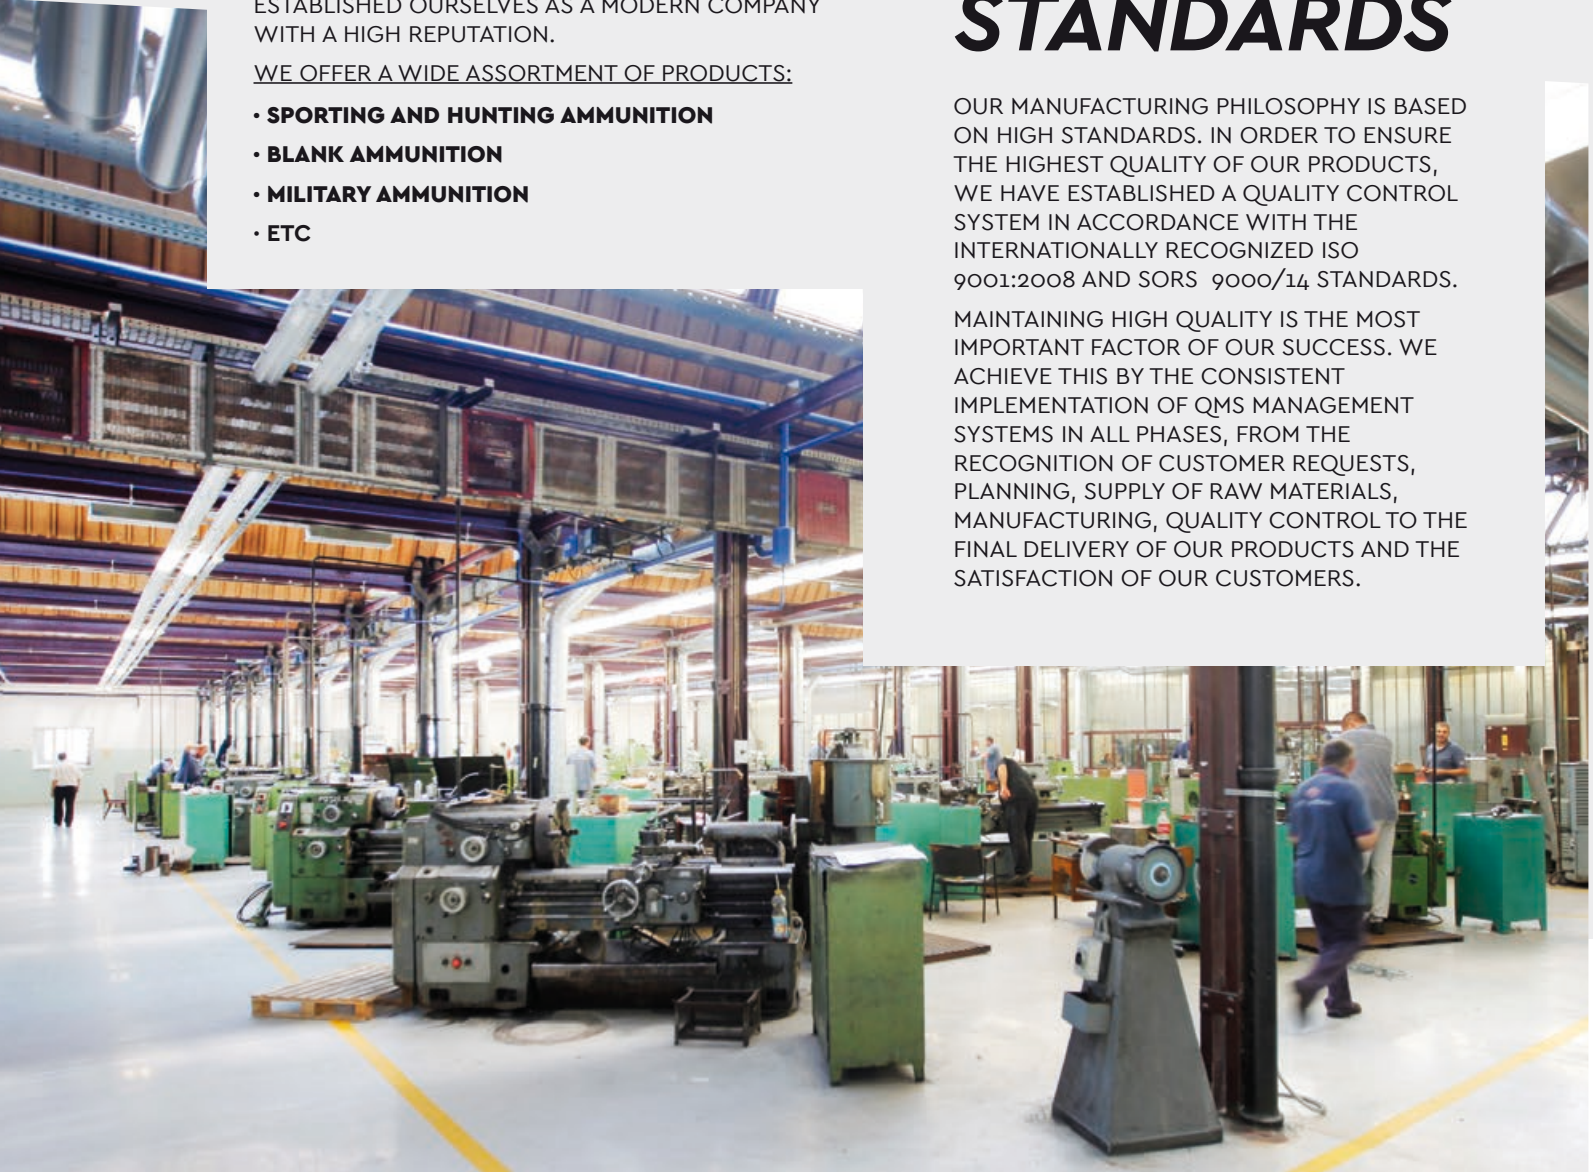 ESTABLISHED OURSELVES AS A MODERN COMPANY
WITH A HIGH REPUTATION.
WE OFFER A WIDE ASSORTMENT OF PRODUCTS:
• SPORTING AND HUNTING AMMUNITION
• BLANK AMMUNITION
• MILITARY AMMUNITION
• ETC
STANDARDS
OUR MANUFACTURING PHILOSOPHY IS BASED
ON HIGH STANDARDS. IN ORDER TO ENSURE
THE HIGHEST QUALITY OF OUR PRODUCTS,
WE HAVE ESTABLISHED A QUALITY CONTROL
SYSTEM IN ACCORDANCE WITH THE
INTERNATIONALLY RECOGNIZED ISO
9001:2008 AND SORS 9000/14 STANDARDS.
MAINTAINING HIGH QUALITY IS THE MOST
IMPORTANT FACTOR OF OUR SUCCESS. WE
ACHIEVE THIS BY THE CONSISTENT
IMPLEMENTATION OF QMS MANAGEMENT
SYSTEMS IN ALL PHASES, FROM THE
RECOGNITION OF CUSTOMER REQUESTS,
PLANNING, SUPPLY OF RAW MATERIALS,
MANUFACTURING, QUALITY CONTROL TO THE
FINAL DELIVERY OF OUR PRODUCTS AND THE
SATISFACTION OF OUR CUSTOMERS.